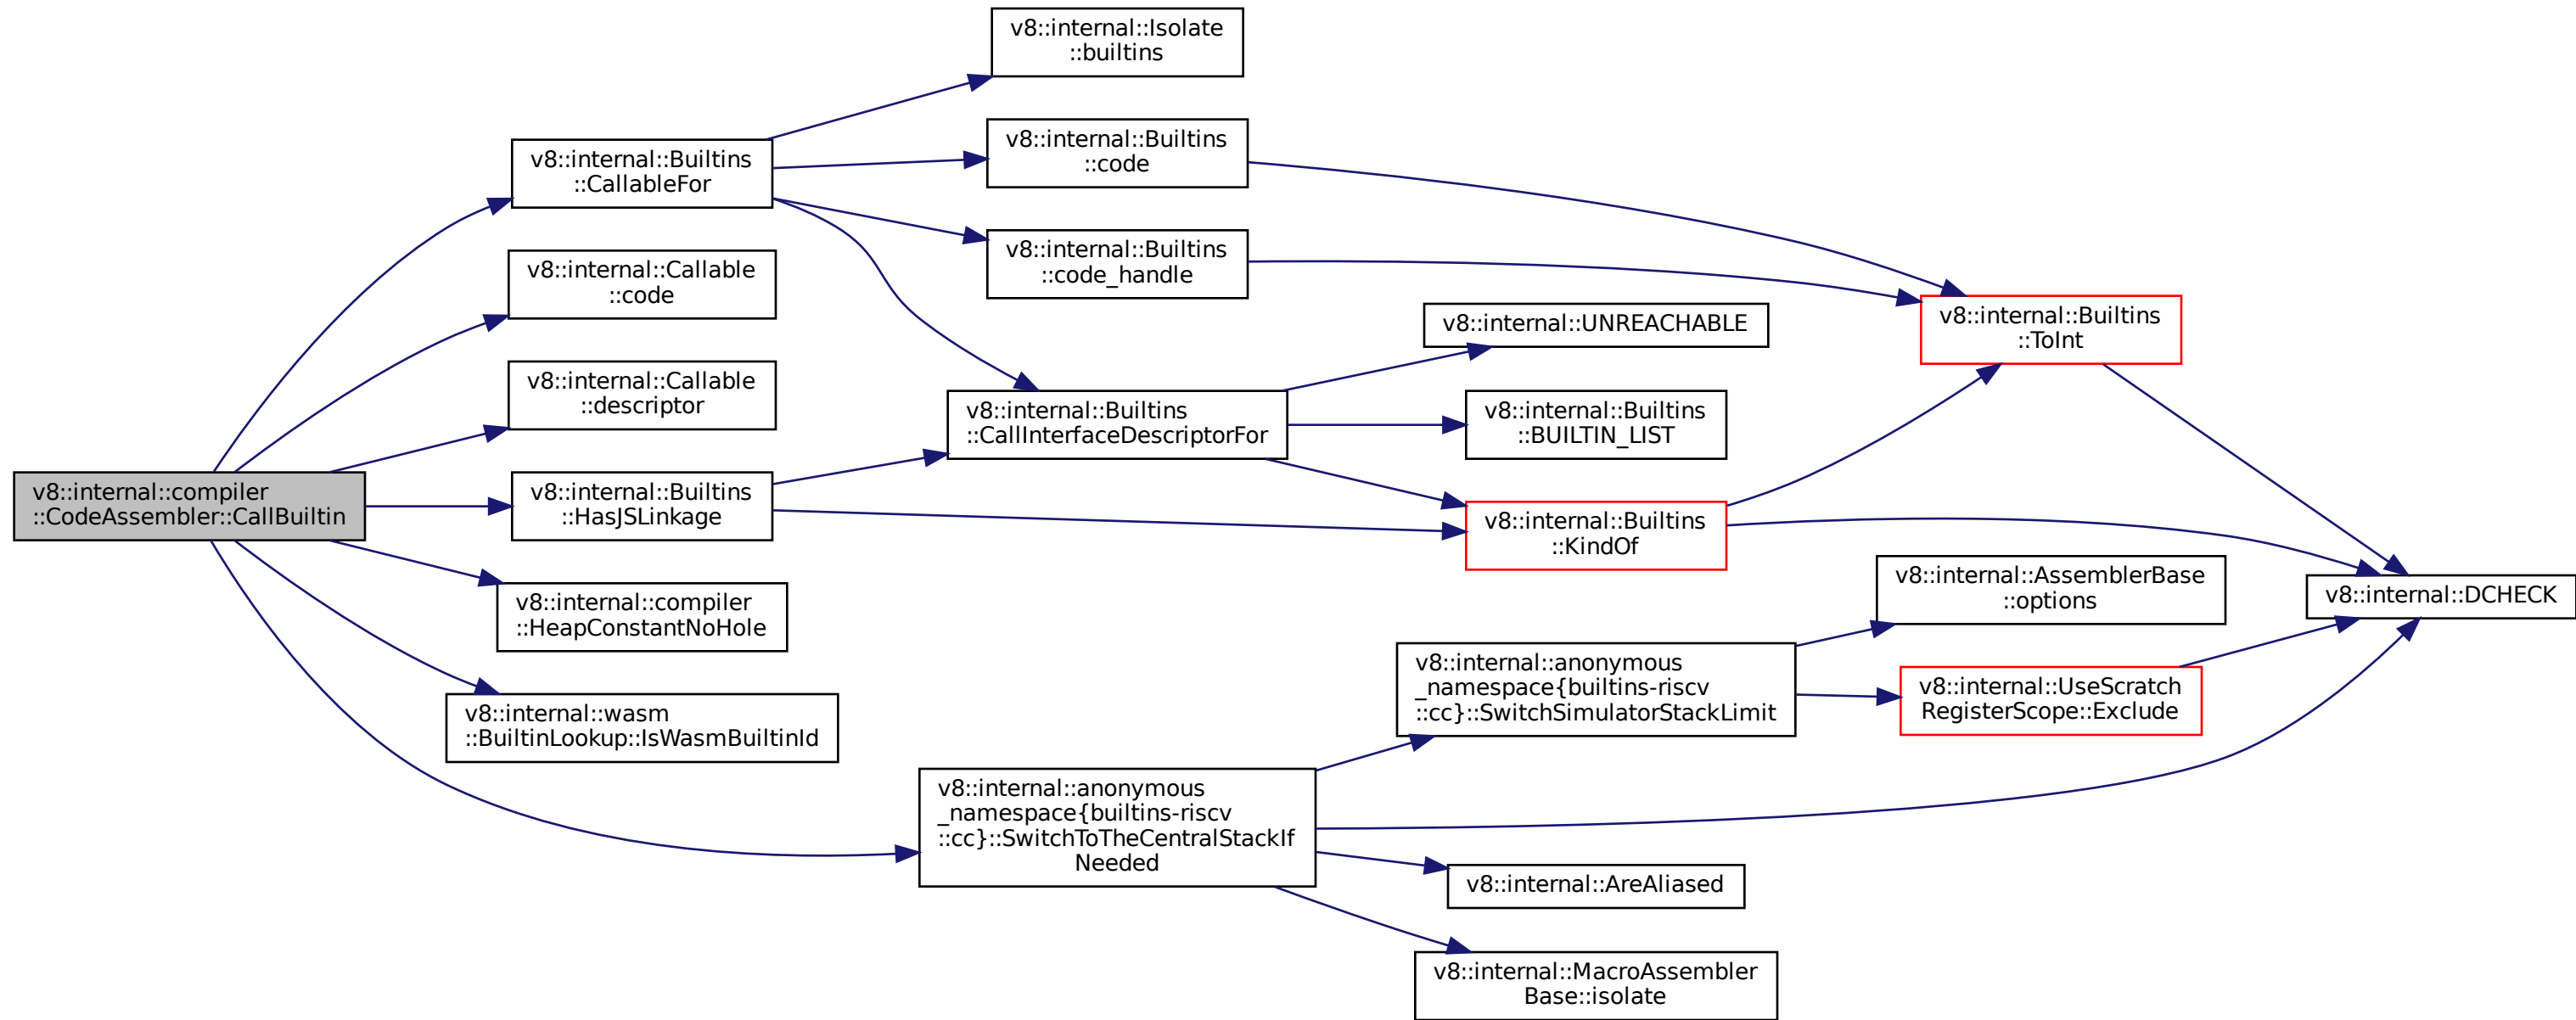 v8::internal::Isolate
::builtins
v8::internal::Builtins
::code
v8::internal::Builtins
::CallableFor
v8::internal::Builtins
::code_handle
v8::internal::Callable
::code
v8::internal::UNREACHABLE
v8::internal::Builtins
::ToInt
v8::internal::Callable
::descriptor
v8::internal::Builtins
::CallInterfaceDescriptorFor
v8::internal::Builtins
::BUILTIN_LIST
v8::internal::compiler
::CodeAssembler::CallBuiltin
v8::internal::Builtins
::HasJSLinkage
v8::internal::Builtins
::KindOf
v8::internal::AssemblerBase
::options
v8::internal::DCHECK
v8::internal::compiler
::HeapConstantNoHole
v8::internal::anonymous
_namespace{builtins-riscv
::cc}::SwitchSimulatorStackLimit
v8::internal::UseScratch
RegisterScope::Exclude
v8::internal::wasm
::BuiltinLookup::IsWasmBuiltinId
v8::internal::anonymous
_namespace{builtins-riscv
::cc}::SwitchToTheCentralStackIf
Needed
v8::internal::AreAliased
v8::internal::MacroAssembler
Base::isolate